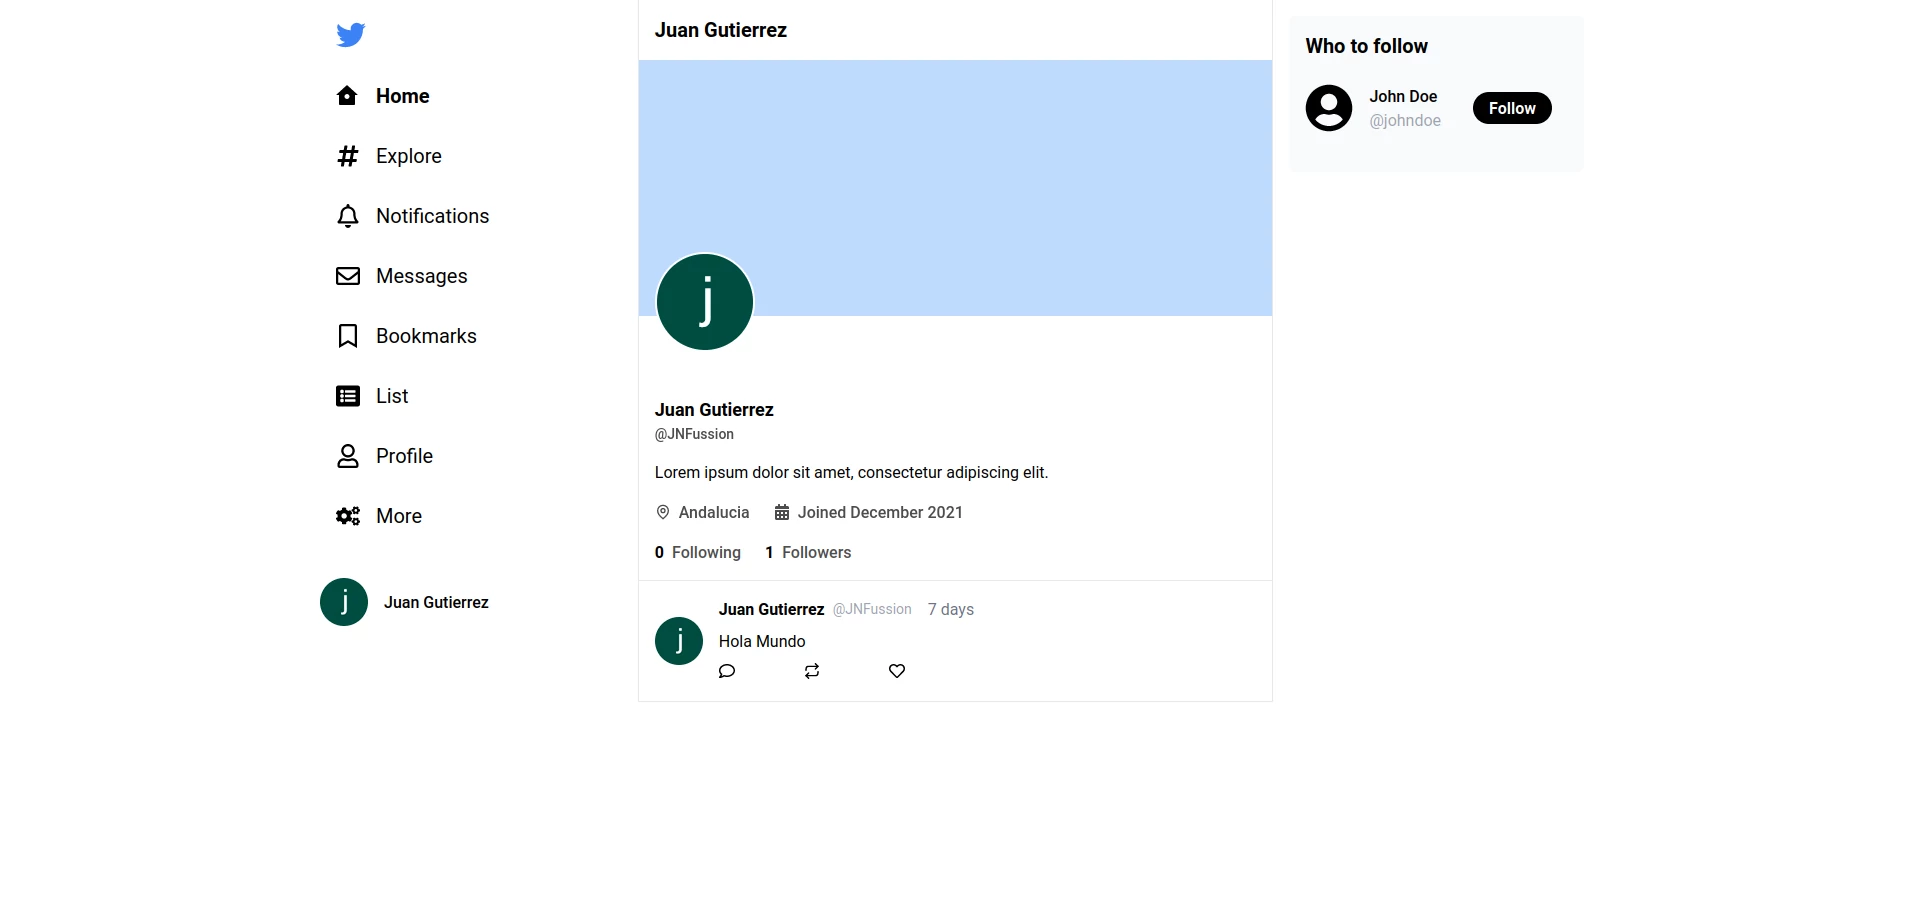 Home
Explore
Notifications
Messages
Bookmarks
List
Profile
More
j
Juan Gutierrez
Juan Gutierrez
j
Juan Gutierrez
@JNFussion
Lorem ipsum dolor sit amet, consectetur adipiscing elit.
Andalucia Joined December 2021
0 Following 1 Followers
Juan Gutierrez @JNFussion 7 days
j
Hola Mundo
Who to follow
John Doe
@johndoe
Follow